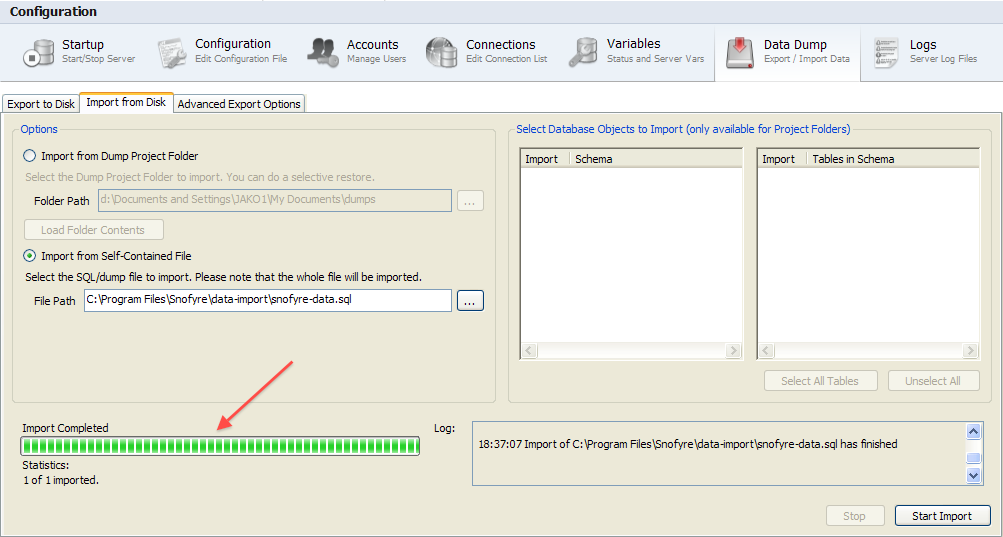 Configuration
Startup
Start/Stop Server
Configuration
Edit Configuration File
Accounts
Manage Users
Connections
Edit Connection List
Variables
Status and Server Vars
Data Dump
Export / Import Data
Logs
Server Log Files
Export to Disk
Import from Disk
Advanced Export Options
Options
Import from Dump Project Folder
Select the Dump Project Folder to import. You can do a selective restore.
Folder Path
d:\Documents and Settings\JAKO1\My Documents\dumps
...
Load Folder Contents
Import from Self-Contained File
Select the SQL/dump file to import. Please note that the whole file will be imported.
File Path
C:\Program Files\Snofyre\data-import\snofyre-data.sql
...
Select Database Objects to Import (only available for Project Folders)
Import
Schema
Import
Tables in Schema
Select All Tables
Unselect All
Import Completed
Statistics:
1 of 1 imported.
Log:
18:37:07 Import of C:\Program Files\Snofyre\data-import\snofyre-data.sql has finished
Stop
Start Import